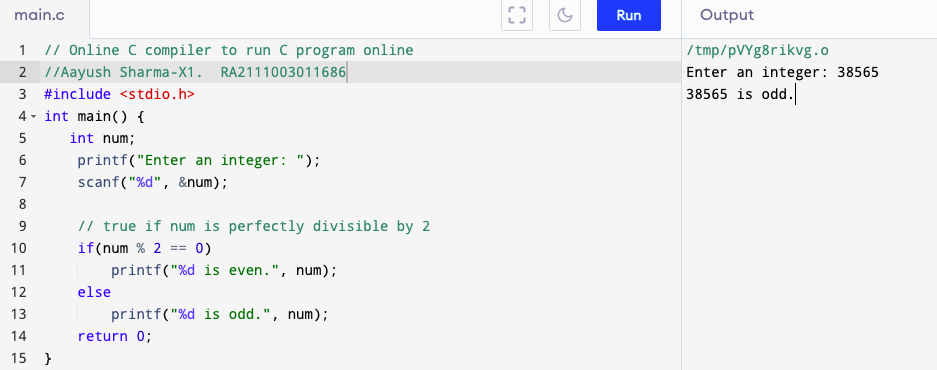 main.c
Run
Output
1 // Online C compiler to run C program online
2 //Aayush Sharma-X1.  RA2111003011686
3 #include <stdio.h>
4 int main() {
5    int num;
6     printf("Enter an integer: ");
7     scanf("%d", &num);
8
9     // true if num is perfectly divisible by 2
10     if(num % 2 == 0)
11         printf("%d is even.", num);
12     else
13         printf("%d is odd.", num);
14     return 0;
15 }
/tmp/pVYg8rikvg.o
Enter an integer: 38565
38565 is odd.